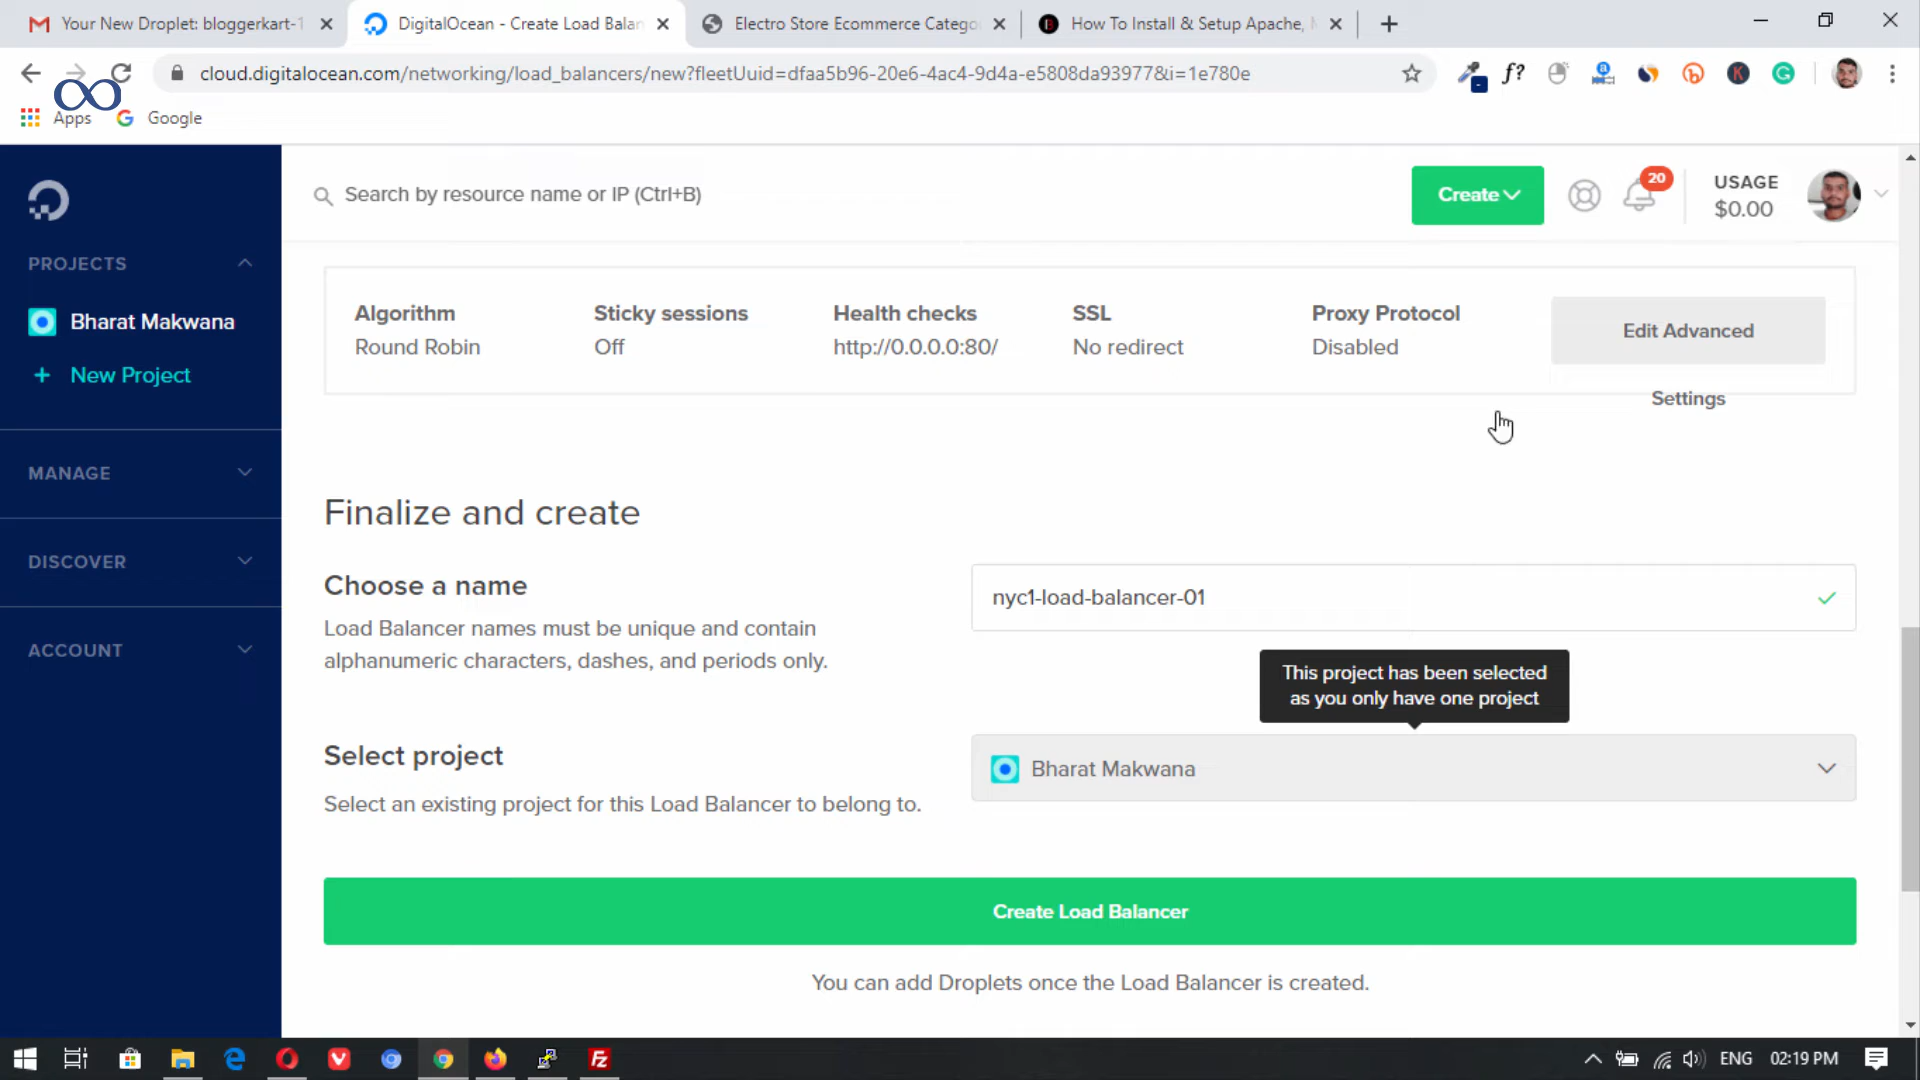 Your New Droplet: bloggerkart-1
DigitalOcean - Create Load Balan
Electro Store Ecommerce Catego
How To Install & Setup Apache,
cloud.digitalocean.com/networking/load_balancers/new?fleetUuid=dfaa5b96-20e6-4ac4-9d4a-e5808da93977&i=1e780e
f?
Apps
Google
Search by resource name or IP (Ctrl+B)
Create
20
USAGE
$0.00
PROJECTS
Bharat Makwana
+ New Project
MANAGE
DISCOVER
ACCOUNT
Algorithm
Round Robin
Sticky sessions
Off
Health checks
http://0.0.0.0:80/
SSL
No redirect
Proxy Protocol
Disabled
Edit Advanced
Settings
Finalize and create
Choose a name
Load Balancer names must be unique and contain
alphanumeric characters, dashes, and periods only.
nyc1-load-balancer-01
This project has been selected
as you only have one project
Select project
Select an existing project for this Load Balancer to belong to.
Bharat Makwana
Create Load Balancer
You can add Droplets once the Load Balancer is created.
ENG
02:19 PM